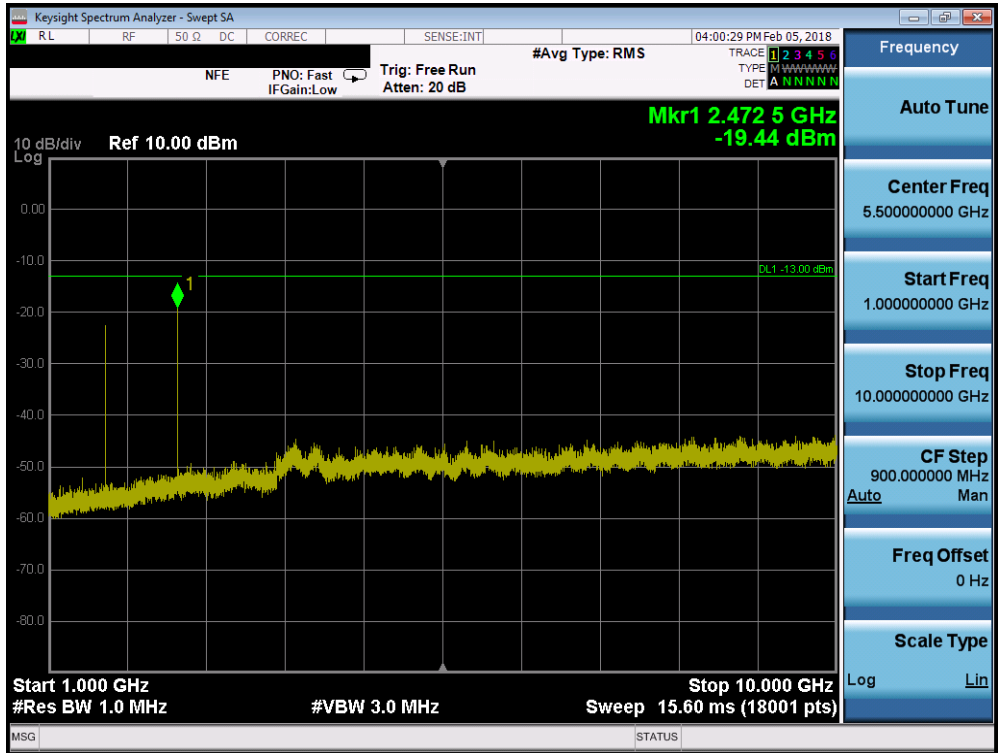 Keysight Spectrum Analyzer - Swept SA
LXI RL RF 50 Ω DC CORREC SENSE:INT 04:00:29 PM Feb 05, 2018
#Avg Type: RMS TRACE 1 2 3 4 5 6
NFE PNO: Fast Trig: Free Run TYPE M WWWWW
IFGain:Low Atten: 20 dB DET A N N N N N
Mkr1 2.472 5 GHz
-19.44 dBm
10 dB/div Ref 10.00 dBm
Log
0.00
-10.0
DL1 -13.00 dBm
1
-20.0
-30.0
-40.0
-50.0
-60.0
-70.0
-80.0
Start 1.000 GHz Stop 10.000 GHz
#Res BW 1.0 MHz #VBW 3.0 MHz Sweep 15.60 ms (18001 pts)
MSG STATUS
Frequency
Auto Tune
Center Freq
5.500000000 GHz
Start Freq
1.000000000 GHz
Stop Freq
10.000000000 GHz
CF Step
900.000000 MHz
Auto Man
Freq Offset
0 Hz
Scale Type
Log Lin